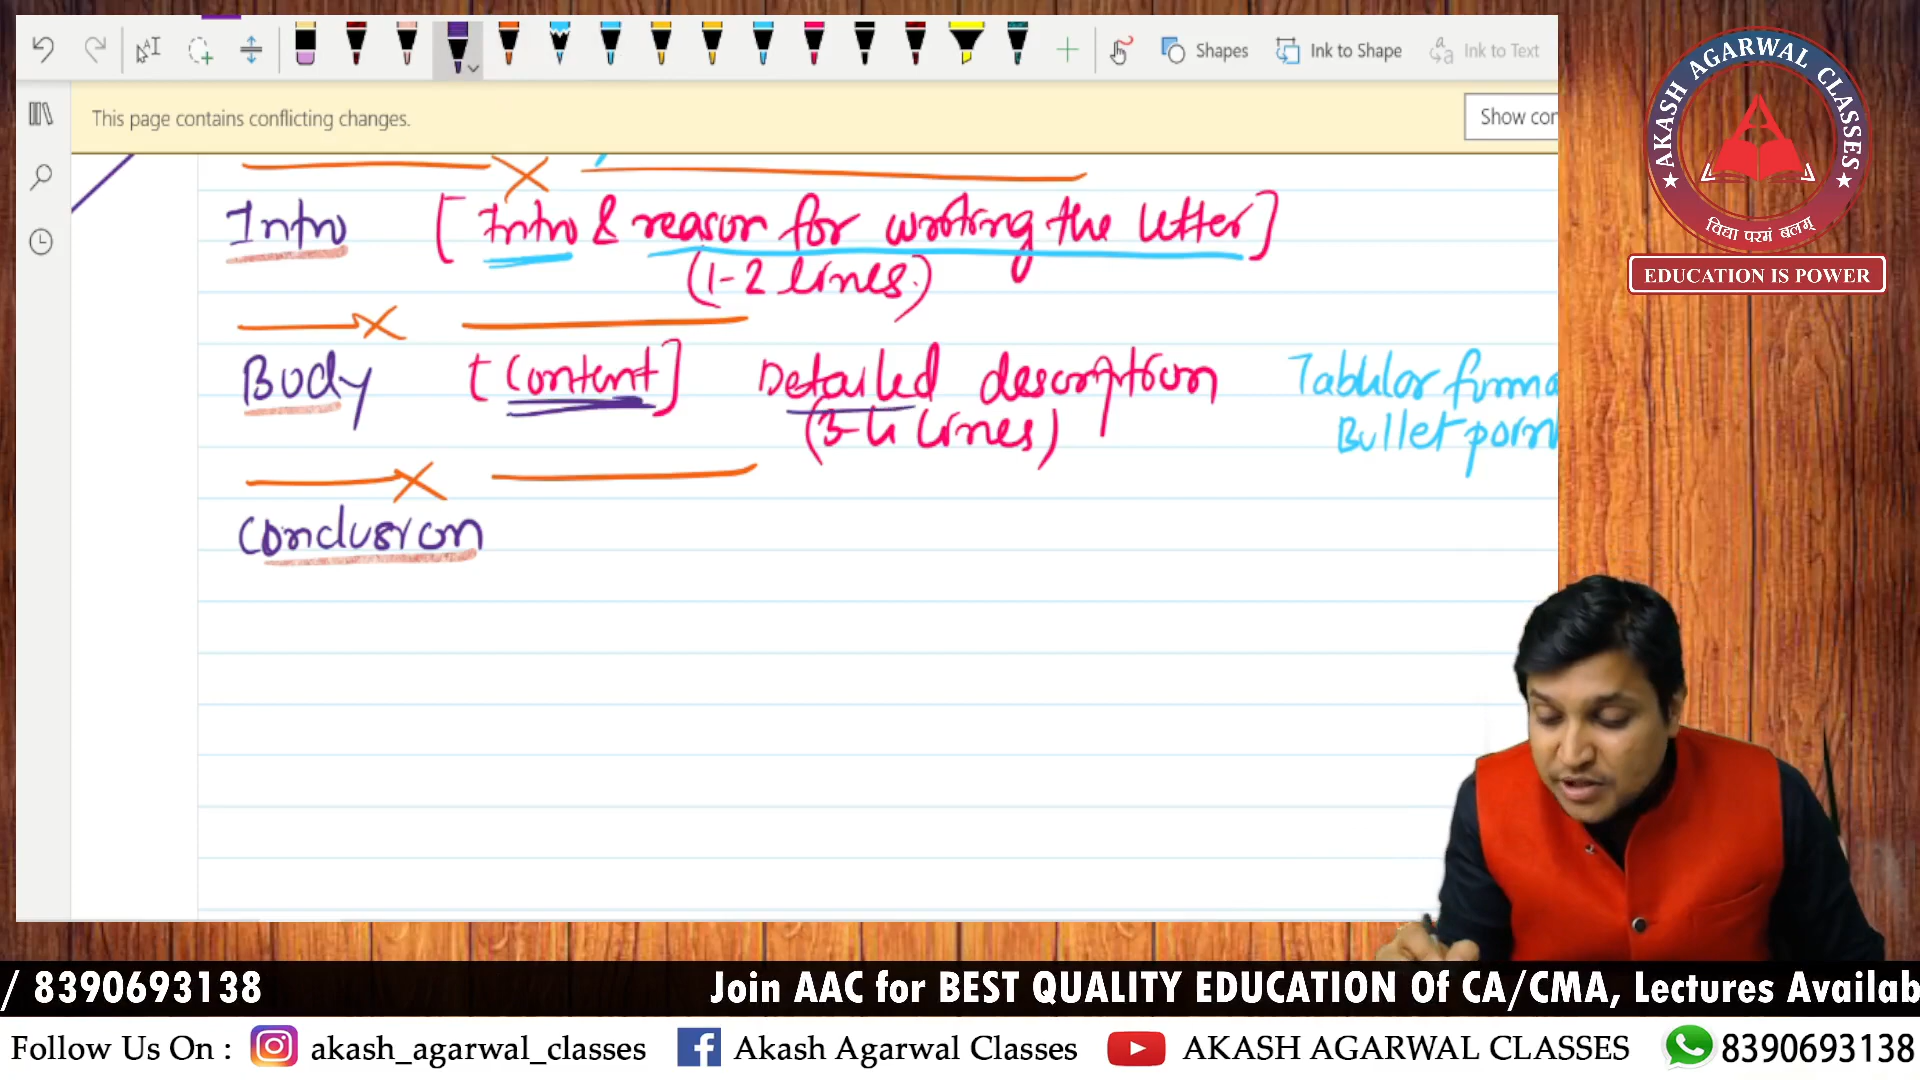 Shapes
Ink to Shape
Ink to Text
This page contains conflicting changes.
Show con
Intro [Intro & reason for writing the letter]
(1-2 lines.)
Body [Content] Detailed description Tabular forma
(3-4 lines) Bullet poin
Conclusion
AKASH AGARWAL CLASSES
विद्या परमं बलम्
EDUCATION IS POWER
/ 8390693138 Join AAC for BEST QUALITY EDUCATION Of CA/CMA, Lectures Availab
Follow Us On : akash_agarwal_classes Akash Agarwal Classes AKASH AGARWAL CLASSES 8390693138